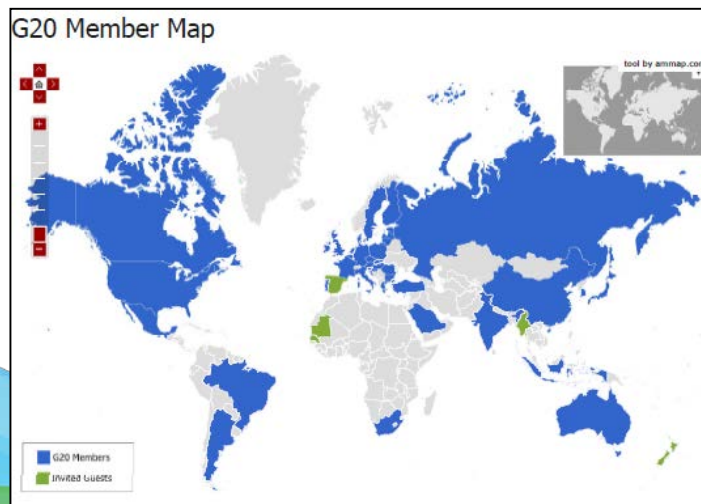 G20 Member Map
tool by ammap.com
G20 Members
Invited Guests